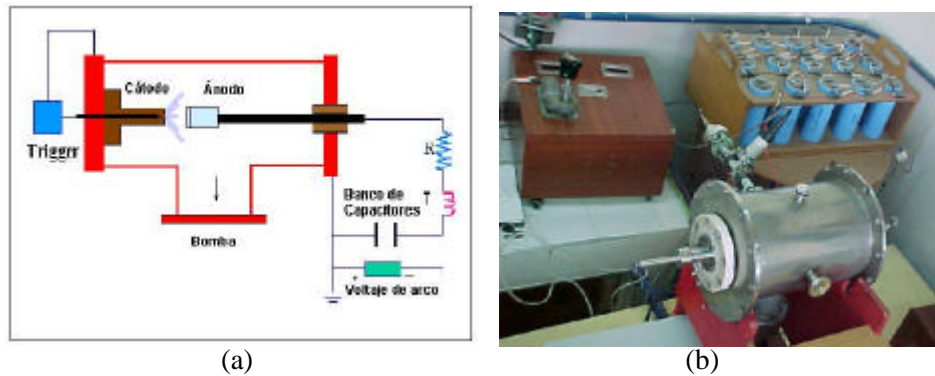 Cátodo
Ánodo
Triggrr
R
T
Banco de
Capacitores
Bomba
+ –
Voltaje de arco
(a)
(b)